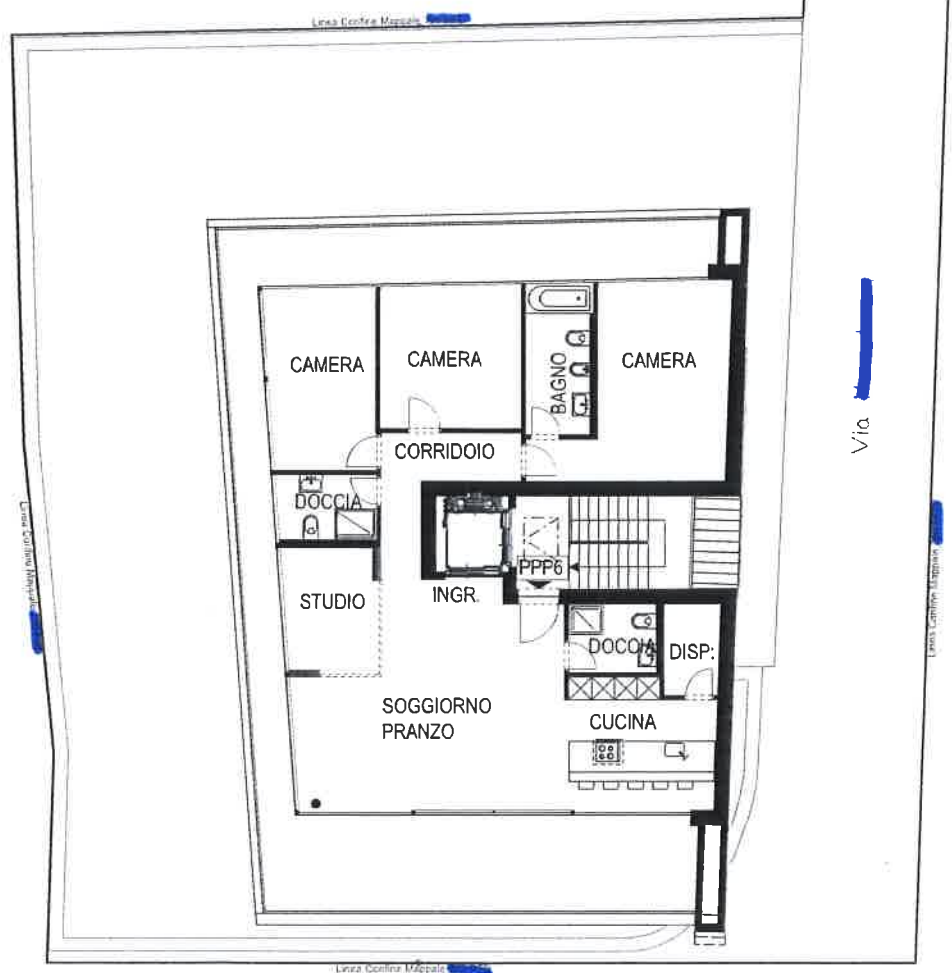 Linea Confine Mappale
CAMERA
CAMERA
BAGNO
CAMERA
Via
CORRIDOIO
DOCCIA
Linea Confine Mappale
Linea Confine Mappale
PPP6
STUDIO
INGR.
DOCCIA
DISP:
SOGGIORNO
PRANZO
CUCINA
Linea Confine Mappale